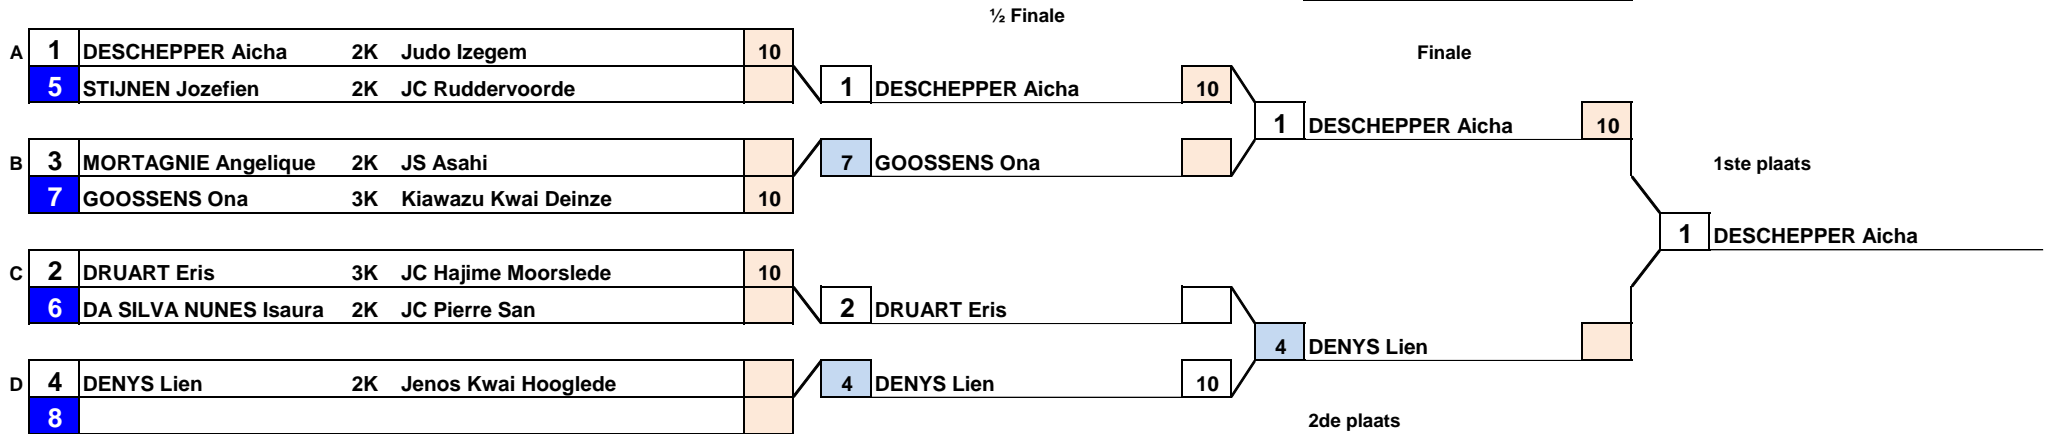 ½ Finale
A 1 DESCHEPPER Aicha 2K Judo Izegem 10
Finale
5 STIJNEN Jozefien 2K JC Ruddervoorde
1 DESCHEPPER Aicha 10
1 DESCHEPPER Aicha 10
B 3 MORTAGNIE Angelique 2K JS Asahi
7 GOOSSENS Ona
1ste plaats
7 GOOSSENS Ona 3K Kiawazu Kwai Deinze 10
1 DESCHEPPER Aicha
C 2 DRUART Eris 3K JC Hajime Moorslede 10
6 DA SILVA NUNES Isaura 2K JC Pierre San
2 DRUART Eris
4 DENYS Lien
D 4 DENYS Lien 2K Jenos Kwai Hooglede
4 DENYS Lien 10
8
2de plaats